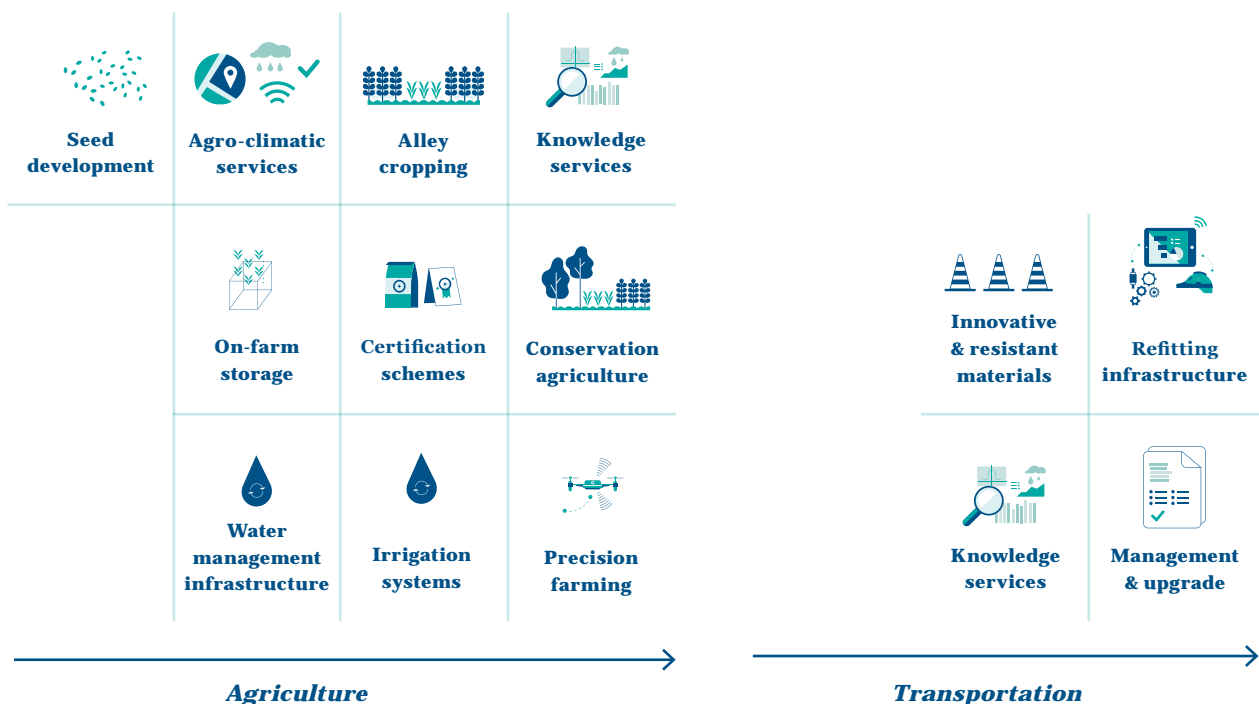 Seed
development
Agro-climatic
services
Alley
cropping
Knowledge
services
On-farm
storage
Certification
schemes
Conservation
agriculture
Water
management
infrastructure
Irrigation
systems
Precision
farming
Agriculture
Innovative
& resistant
materials
Refitting
infrastructure
Knowledge
services
Management
& upgrade
Transportation